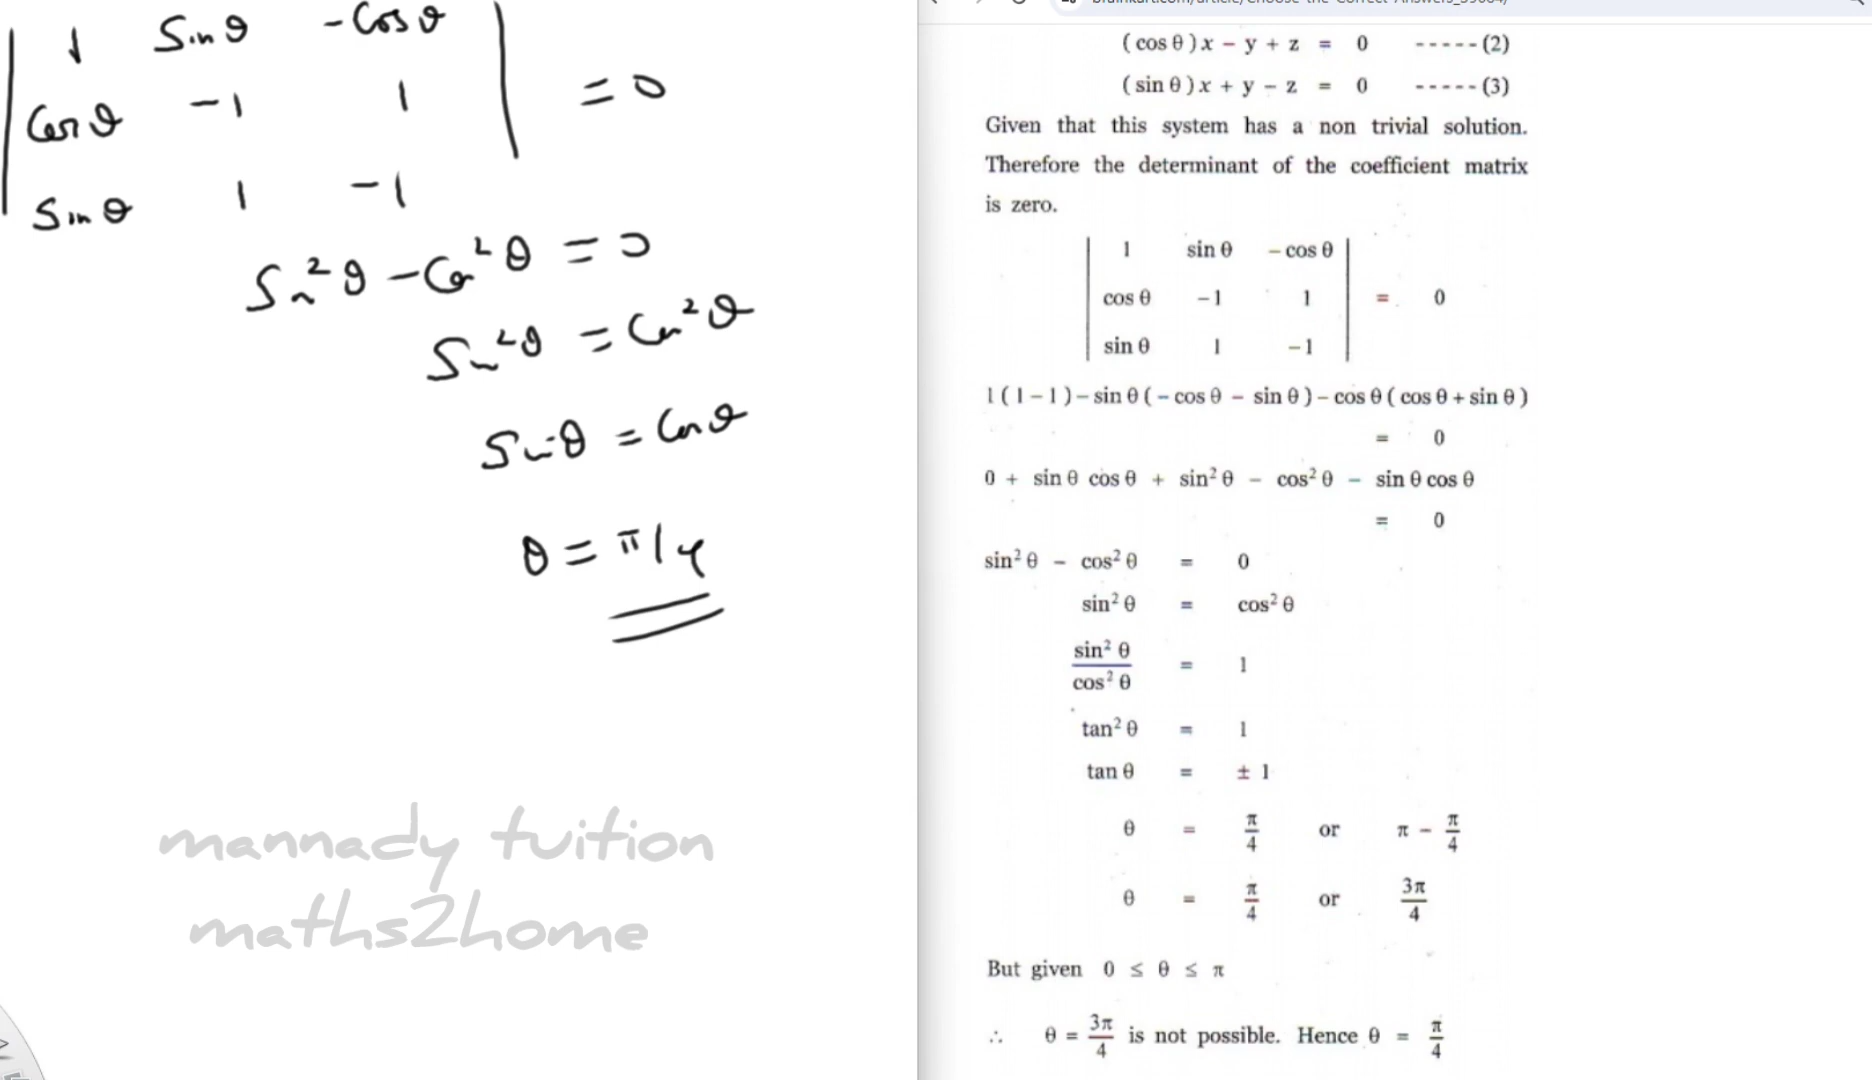 1 Sinθ -Cosθ
Cosθ -1 1 = 0
Sinθ 1 -1
Sin²θ - Cos²θ = 0
Sin²θ = Cos²θ
Sinθ = Cosθ
θ = π/4
mannady tuition
maths2home
( cos θ ) x − y + z = 0 -----(2)
( sin θ ) x + y − z = 0 -----(3)
Given that this system has a non trivial solution.
Therefore the determinant of the coefficient matrix
is zero.
1 sin θ − cos θ
cos θ −1 1 = 0
sin θ 1 −1
1 ( 1 − 1 ) − sin θ ( − cos θ − sin θ ) − cos θ ( cos θ + sin θ )
= 0
0 + sin θ cos θ + sin² θ − cos² θ − sin θ cos θ
= 0
sin² θ − cos² θ = 0
sin² θ = cos² θ
sin² θ / cos² θ = 1
tan² θ = 1
tan θ = ± 1
θ = π/4 or π − π/4
θ = π/4 or 3π/4
But given 0 ≤ θ ≤ π
∴ θ = 3π/4 is not possible. Hence θ = π/4